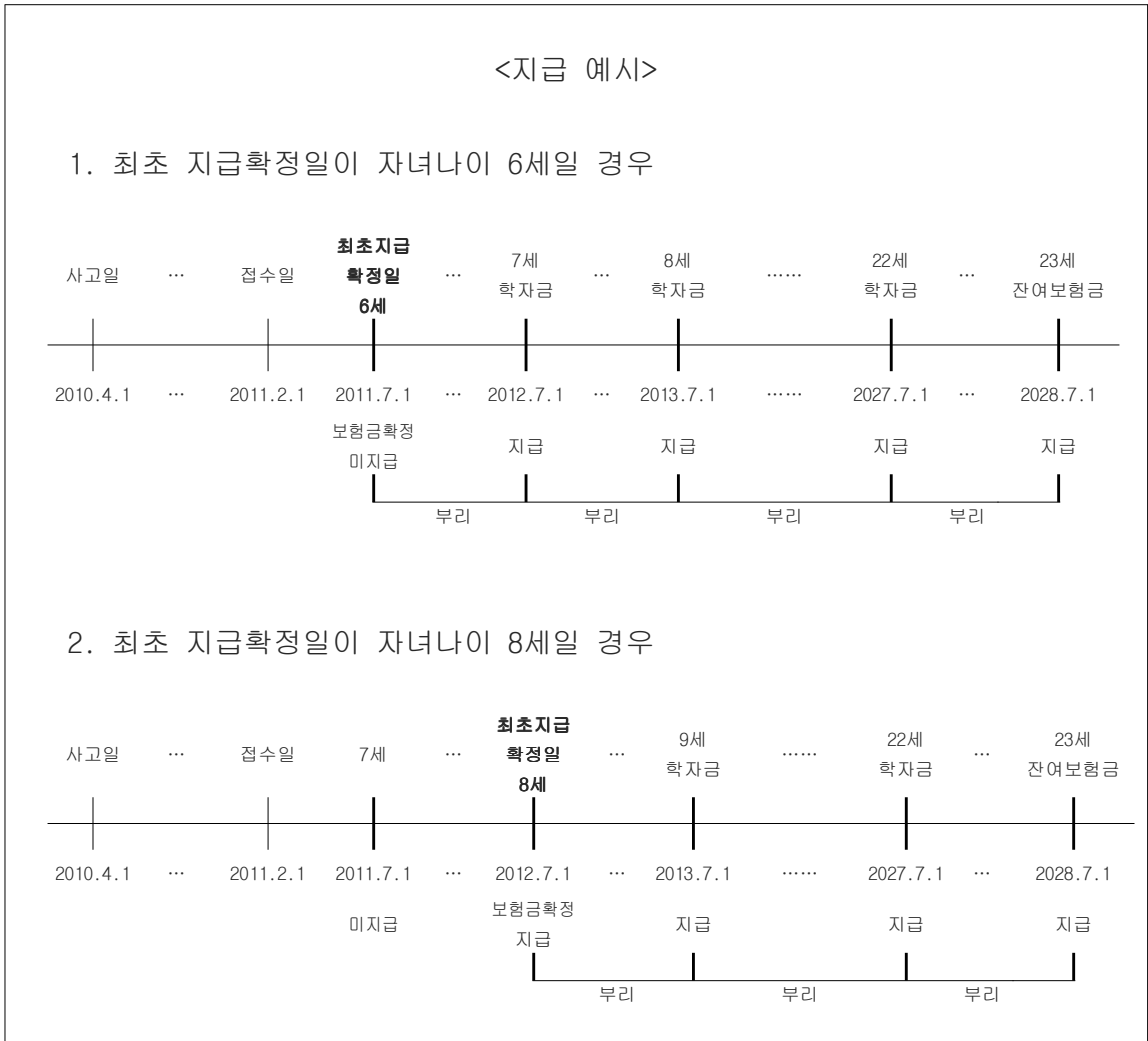 <지급 예시>
1. 최초 지급확정일이 자녀나이 6세일 경우
최초지급
사고일 … 접수일 확정일 … 7세 … 8세 …… 22세 … 23세
6세 학자금 학자금 학자금 잔여보험금
2010.4.1 … 2011.2.1 2011.7.1 … 2012.7.1 … 2013.7.1 …… 2027.7.1 … 2028.7.1
보험금확정
미지급 지급 지급 지급 지급
부리 부리 부리 부리
2. 최초 지급확정일이 자녀나이 8세일 경우
최초지급
사고일 … 접수일 7세 … 확정일 … 9세 …… 22세 … 23세
8세 학자금 학자금 잔여보험금
2010.4.1 … 2011.2.1 2011.7.1 … 2012.7.1 … 2013.7.1 …… 2027.7.1 … 2028.7.1
보험금확정
미지급 지급 지급 지급 지급
부리 부리 부리